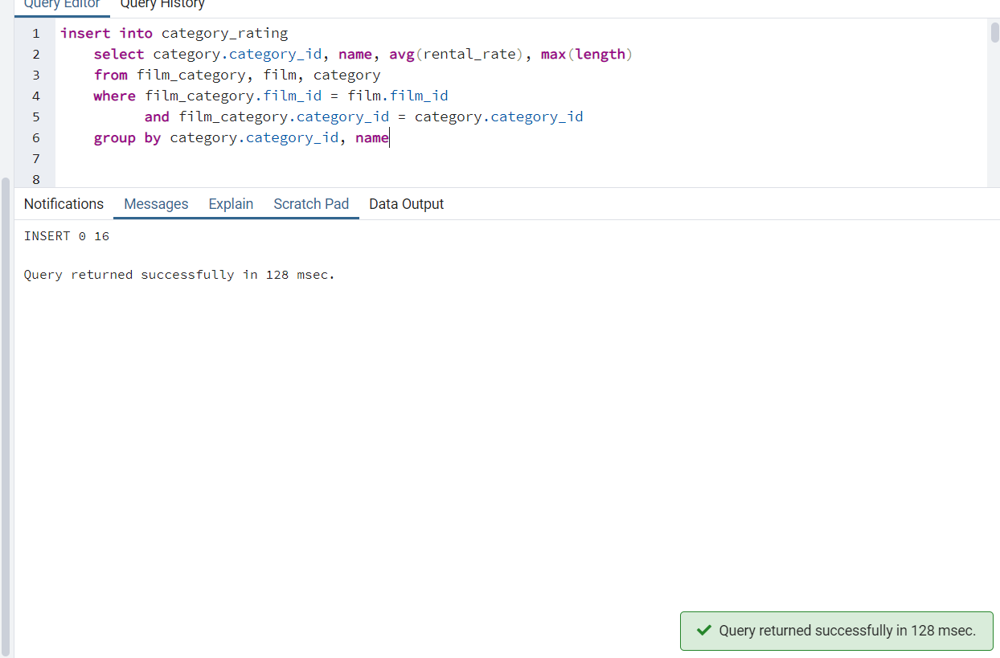 Query Editor Query History
1 insert into category_rating
2 select category.category_id, name, avg(rental_rate), max(length)
3 from film_category, film, category
4 where film_category.film_id = film.film_id
5 and film_category.category_id = category.category_id
6 group by category.category_id, name
7
8
Notifications Messages Explain Scratch Pad Data Output
INSERT 0 16
Query returned successfully in 128 msec.
Query returned successfully in 128 msec.